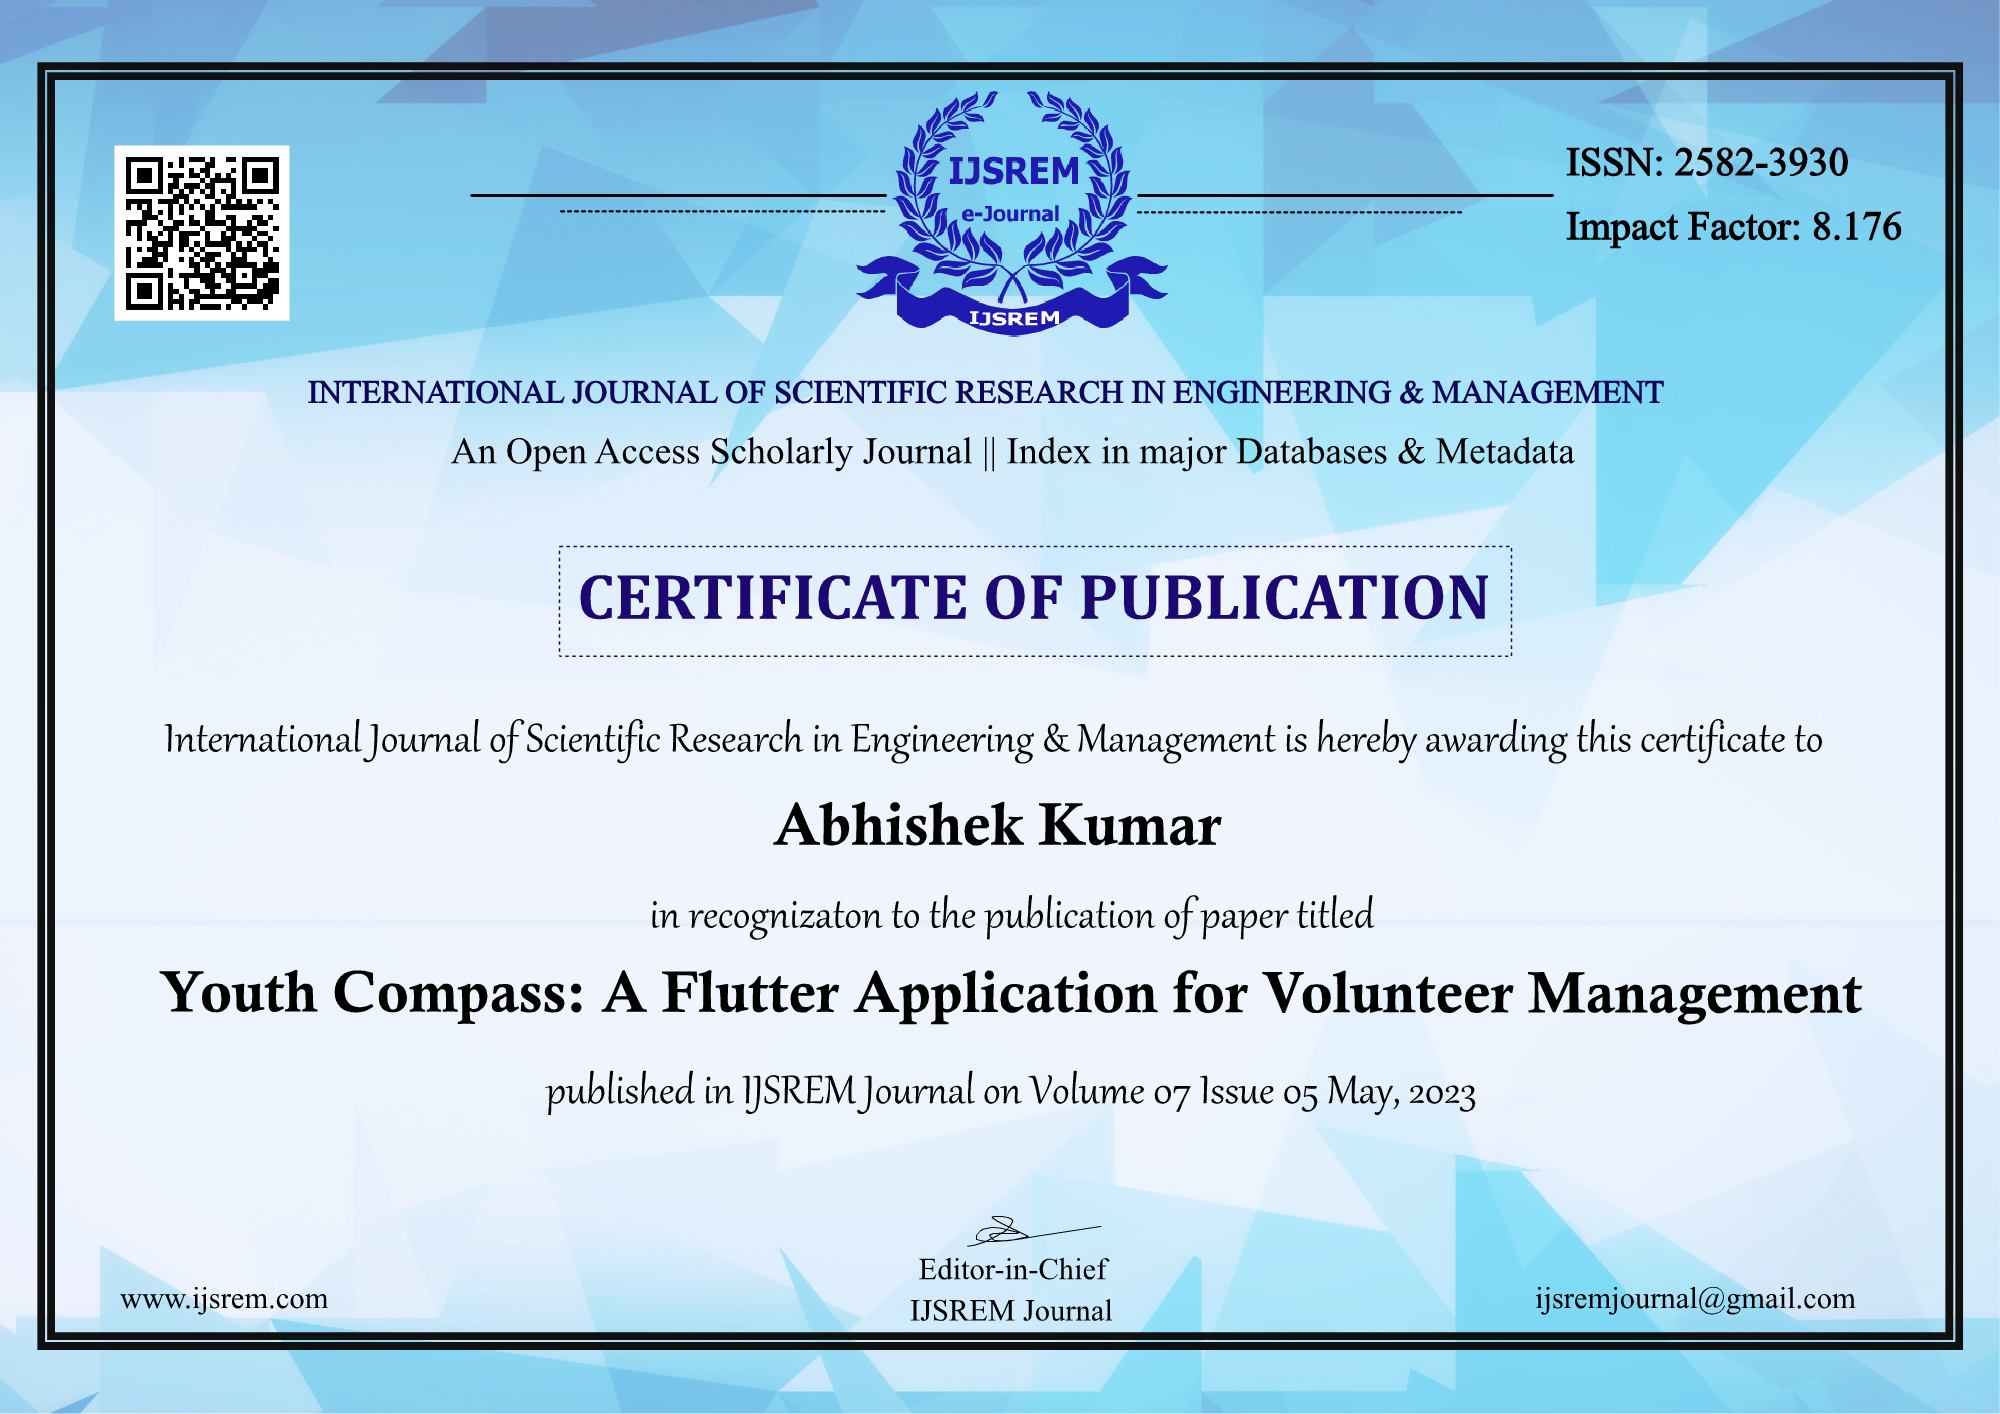 IJSREM
e-Journal
IJSREM
ISSN: 2582-3930
Impact Factor: 8.176
INTERNATIONAL JOURNAL OF SCIENTIFIC RESEARCH IN ENGINEERING & MANAGEMENT
An Open Access Scholarly Journal || Index in major Databases & Metadata
CERTIFICATE OF PUBLICATION
International Journal of Scientific Research in Engineering & Management is hereby awarding this certificate to
Abhishek Kumar
in recognizaton to the publication of paper titled
Youth Compass: A Flutter Application for Volunteer Management
published in IJSREM Journal on Volume 07 Issue 05 May, 2023
Editor-in-Chief
IJSREM Journal
www.ijsrem.com
ijsremjournal@gmail.com